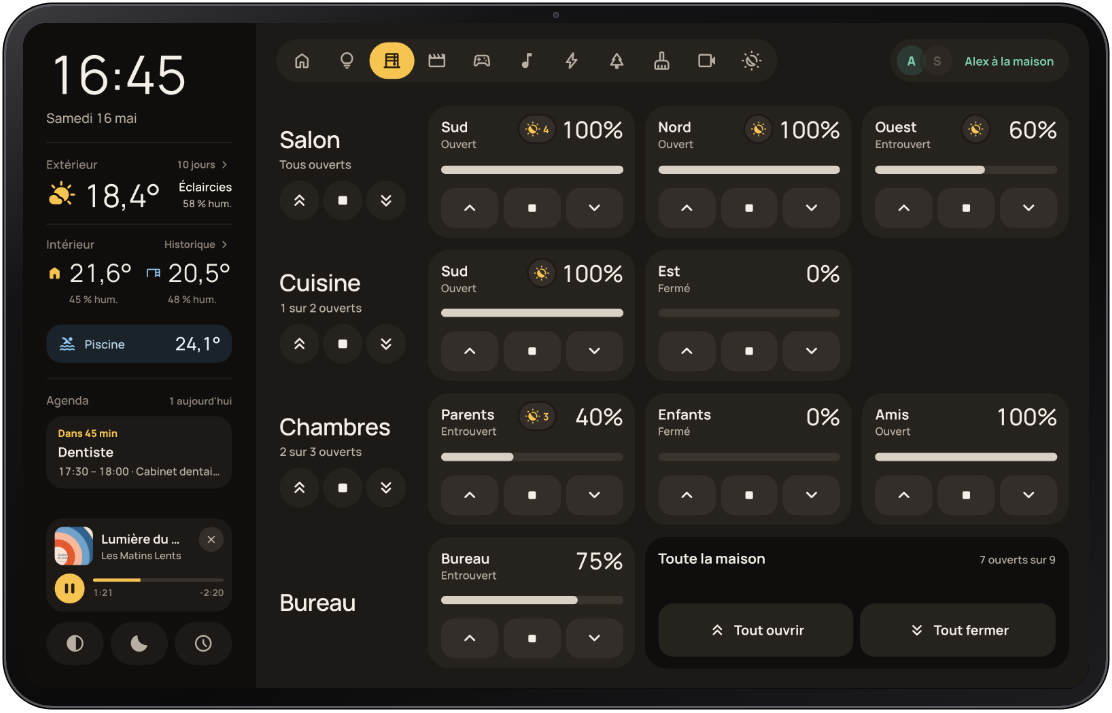 16:45
Samedi 16 mai
Extérieur
10 jours
18,4°
Éclaircies
58 % hum.
Intérieur
Historique
21,6°
20,5°
45 % hum.
48 % hum.
Piscine
24,1°
Agenda
1 aujourd'hui
Dans 45 min
Dentiste
17:30 – 18:00 · Cabinet dentai...
Lumière du ...
Les Matins Lents
1:21
-2:20
A
S
Alex à la maison
Salon
Tous ouverts
Sud
4
100%
Ouvert
Nord
100%
Ouvert
Ouest
60%
Entrouvert
Cuisine
1 sur 2 ouverts
Sud
100%
Ouvert
Est
0%
Fermé
Chambres
2 sur 3 ouverts
Parents
3
40%
Entrouvert
Enfants
0%
Fermé
Amis
100%
Ouvert
Bureau
Bureau
75%
Entrouvert
Toute la maison
7 ouverts sur 9
Tout ouvrir
Tout fermer